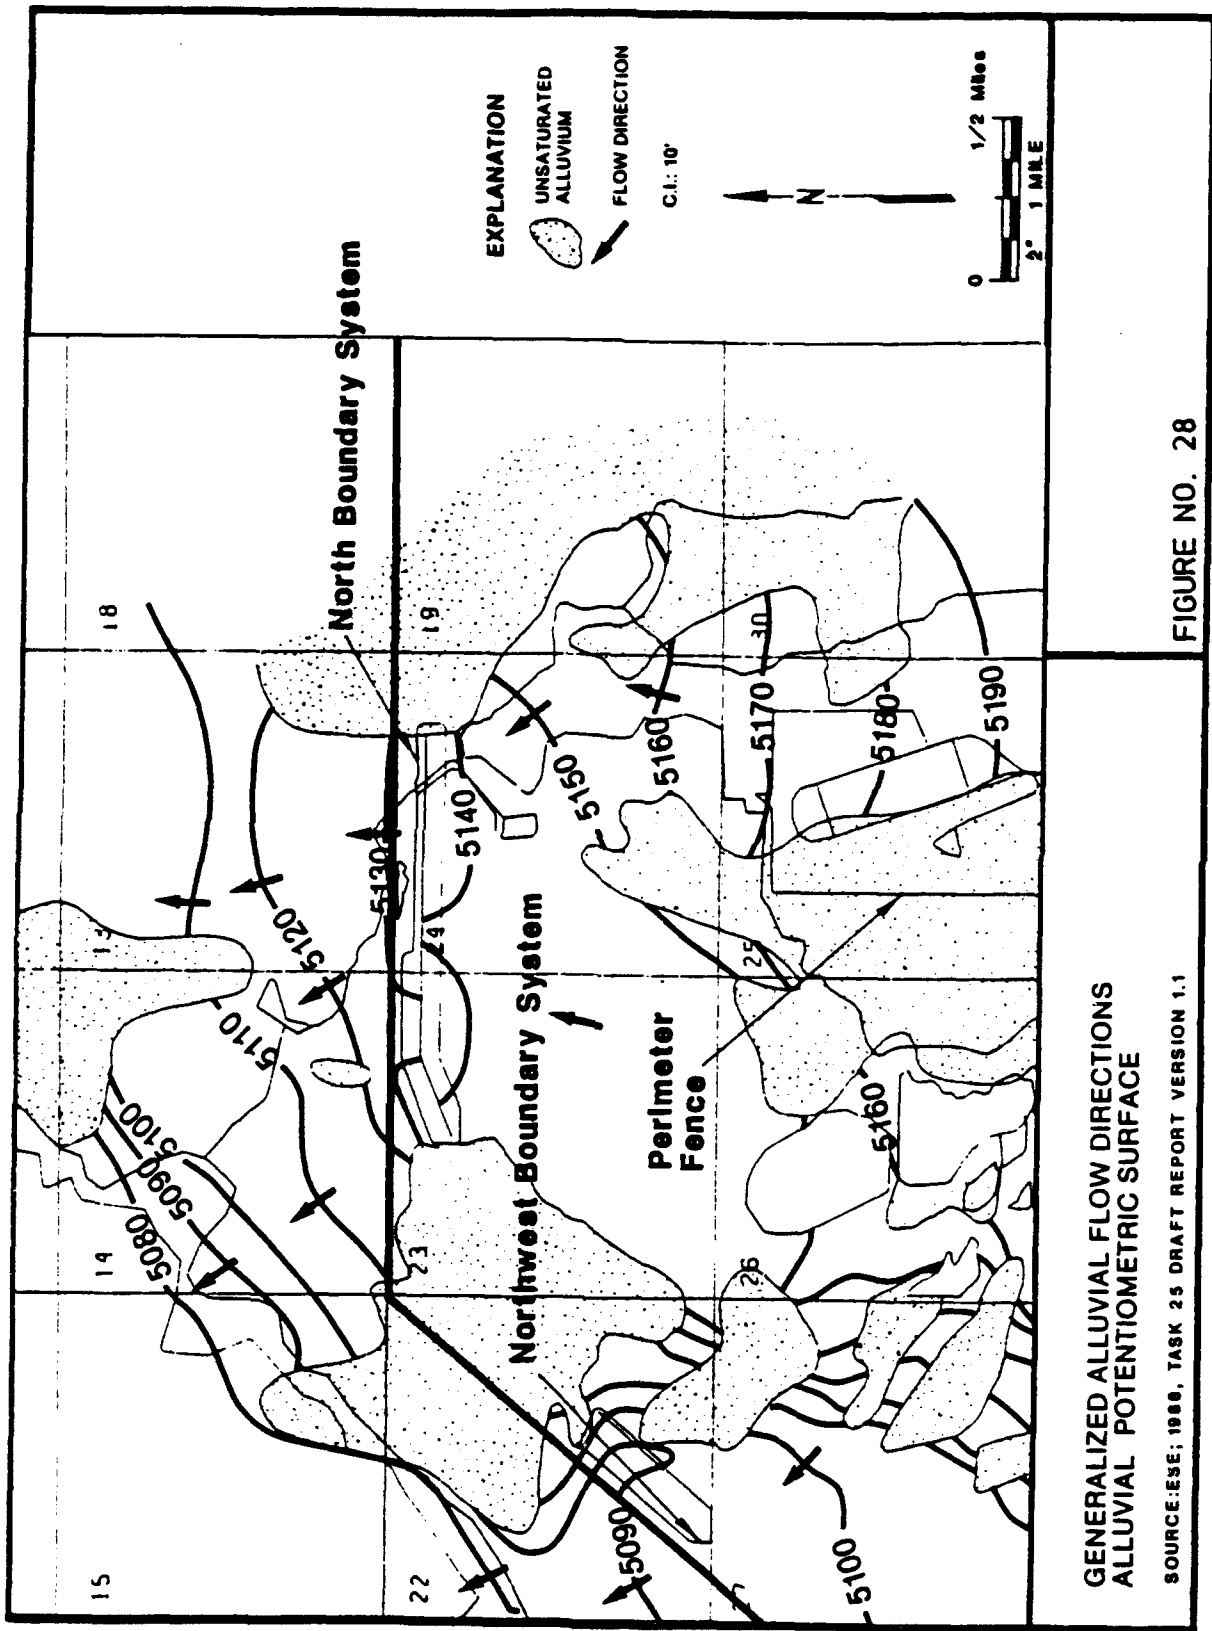 EXPLANATION
UNSATURATED
ALLUVIUM
FLOW DIRECTION
C.I.: 10'
N
0
1/2 Miles
2" 1 MILE
North Boundary System
Northwest Boundary System
Perimeter
Fence
15
14
13
18
22
23
24
19
26
25
30
5080
5090
5100
5110
5120
5130
5140
5150
5160
5170
5180
5190
5160
5090
5100
GENERALIZED ALLUVIAL FLOW DIRECTIONS
ALLUVIAL POTENTIOMETRIC SURFACE
SOURCE:ESE; 1988, TASK 25 DRAFT REPORT VERSION 1.1
FIGURE NO. 28